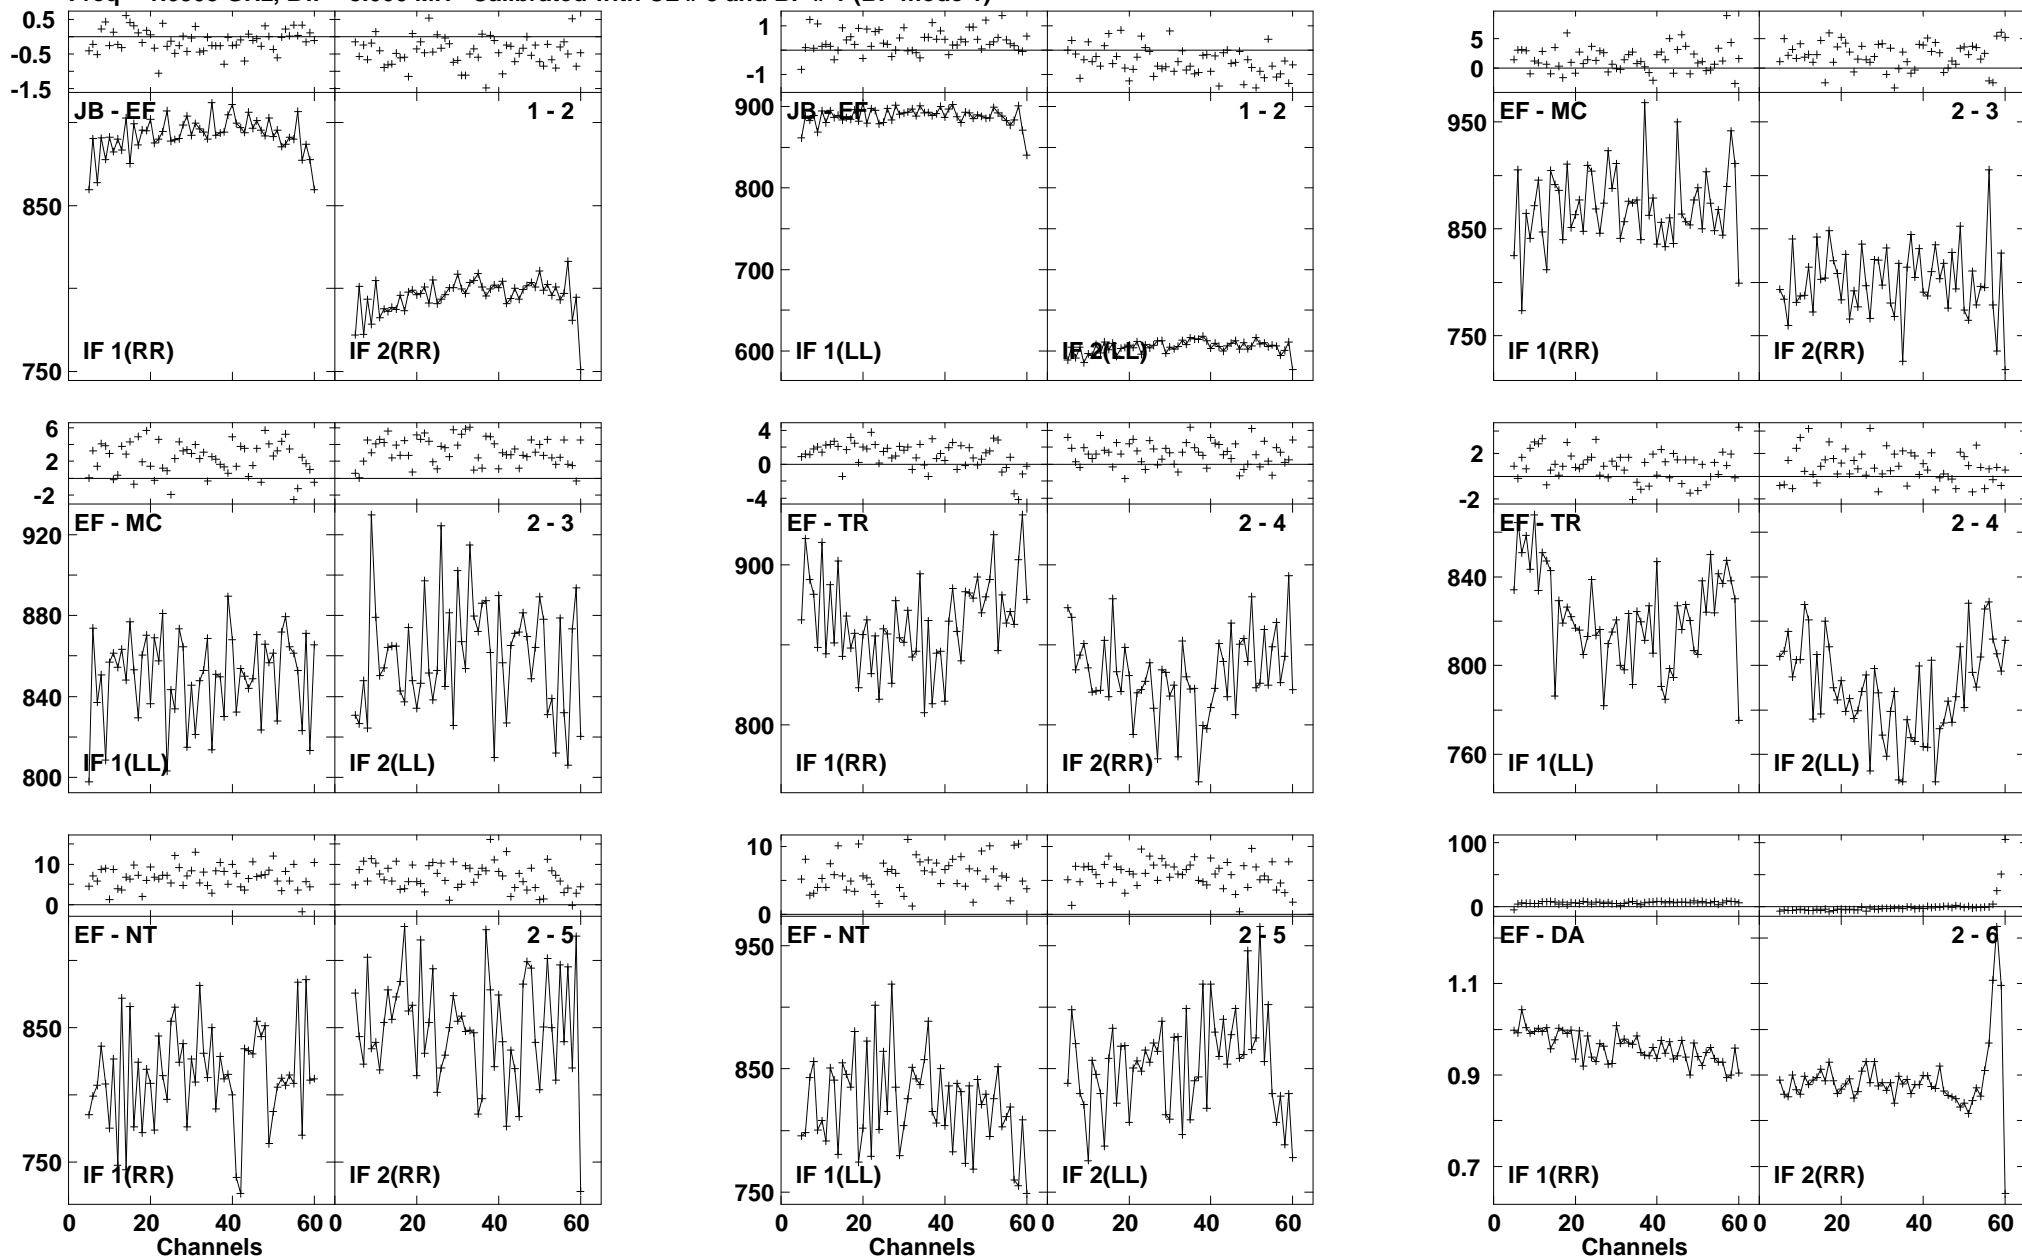 0.5
-0.5
-1.5
JB - EF 1 - 2
850
750
IF 1(RR) IF 2(RR)
1
-1
900
800
700
600
JB - EF 1 - 2
IF 1(LL) IF 2(LL)
5
0
950
850
750
EF - MC 2 - 3
IF 1(RR) IF 2(RR)
6
2
-2
920
880
840
800
EF - MC 2 - 3
IF 1(LL) IF 2(LL)
4
0
-4
900
800
EF - TR 2 - 4
IF 1(RR) IF 2(RR)
2
-2
840
800
760
EF - TR 2 - 4
IF 1(LL) IF 2(LL)
10
0
850
750
EF - NT 2 - 5
IF 1(RR) IF 2(RR)
0 20 40 60 0 20 40 60
Channels
10
0
950
850
750
EF - NT 2 - 5
IF 1(LL) IF 2(LL)
0 20 40 60 0 20 40 60
Channels
100
0
1.1
0.9
0.7
EF - DA 2 - 6
IF 1(RR) IF 2(RR)
0 20 40 60 0 20 40 60
Channels